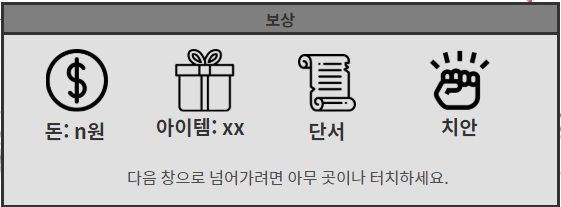 보상
돈: n원
아이템: xx
단서
치안
다음 창으로 넘어가려면 아무 곳이나 터치하세요.